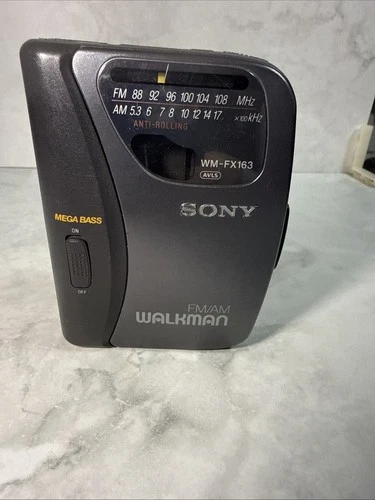 FM 88 92 96 100 104 108 MHz
AM 5.3 6 7 8 10 12 14 17 ×100kHz
ANTI-ROLLING
WM-FX163
AVLS
SONY
MEGA BASS
ON
OFF
FM/AM
WALKMAN